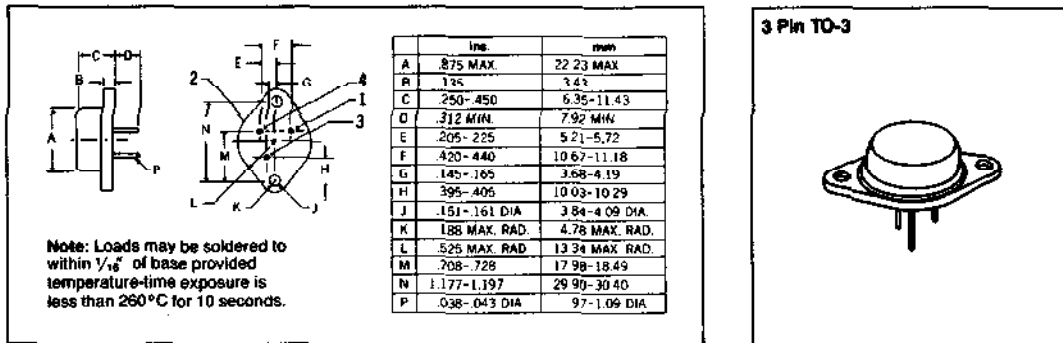 3 Pin TO-3
C D
B
A
P
F
E
G
2
4
1
3
N
M
H
L
K
J
ins. mm
A .875 MAX. 22 23 MAX
B .135 3.43
C .250-.450 6.35-11.43
D .312 MIN. 7.92 MIN
E .205-225 5.21-5.72
F .420-440 10 67-11.18
G .145-.165 3.68-4.19
H .395-.405 10 03-10 29
J .151-.161 DIA 3 84-4 09 DIA.
K .188 MAX. RAD 4.78 MAX. RAD.
L .525 MAX. RAD 13 34 MAX RAD.
M .708-.728 17 98-18.49
N 1.177-1.197 29 90-30 40
P .038-.043 DIA 97-1.09 DIA
Note: Loads may be soldered to
within 1/16" of base provided
temperature-time exposure is
less than 260°C for 10 seconds.